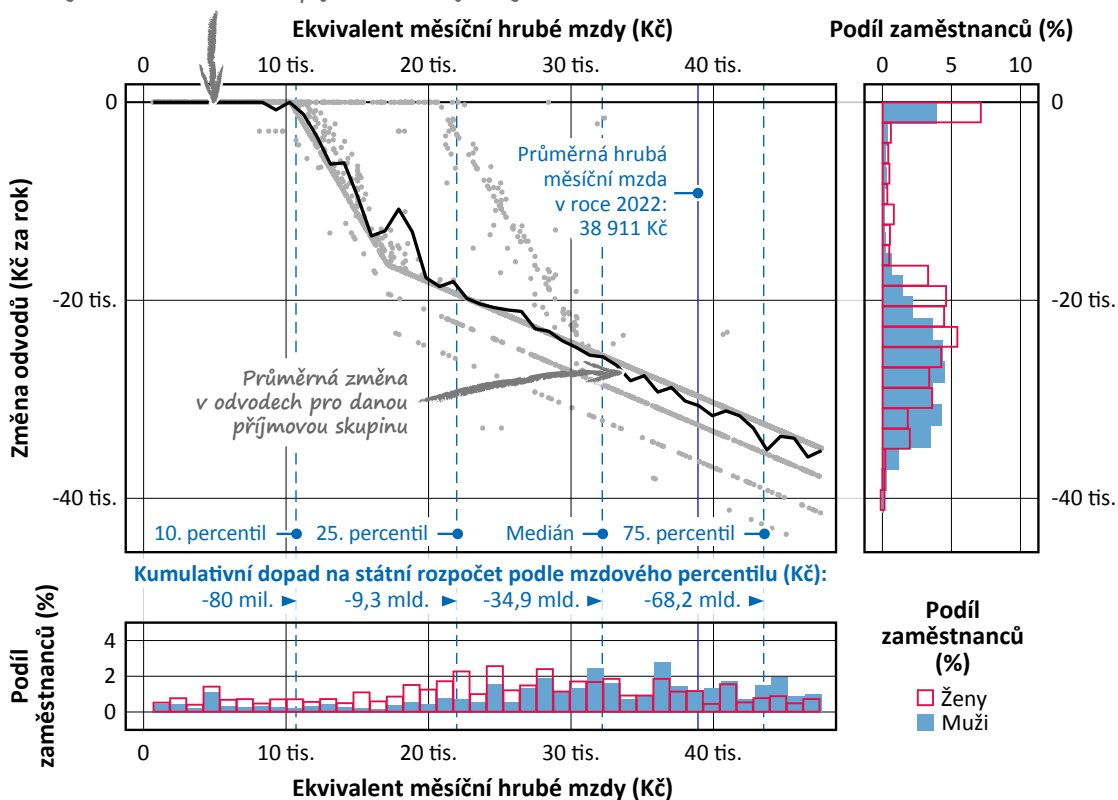 Ekvivalent měsíční hrubé mzdy (Kč)
Podíl zaměstnanců (%)
0 10 tis. 20 tis. 30 tis. 40 tis.
0 5 10
Změna odvodů (Kč za rok)
0
-20 tis.
-40 tis.
0
-20 tis.
-40 tis.
Průměrná hrubá
měsíční mzda
v roce 2022:
38 911 Kč
Průměrná změna
v odvodech pro danou
příjmovou skupinu
10. percentil
25. percentil
Medián
75. percentil
Kumulativní dopad na státní rozpočet podle mzdového percentilu (Kč):
-80 mil.
-9,3 mld.
-34,9 mld.
-68,2 mld.
Podíl
zaměstnanců (%)
4
2
0
0 10 tis. 20 tis. 30 tis. 40 tis.
Ekvivalent měsíční hrubé mzdy (Kč)
Podíl
zaměstnanců
(%)
Ženy
Muži